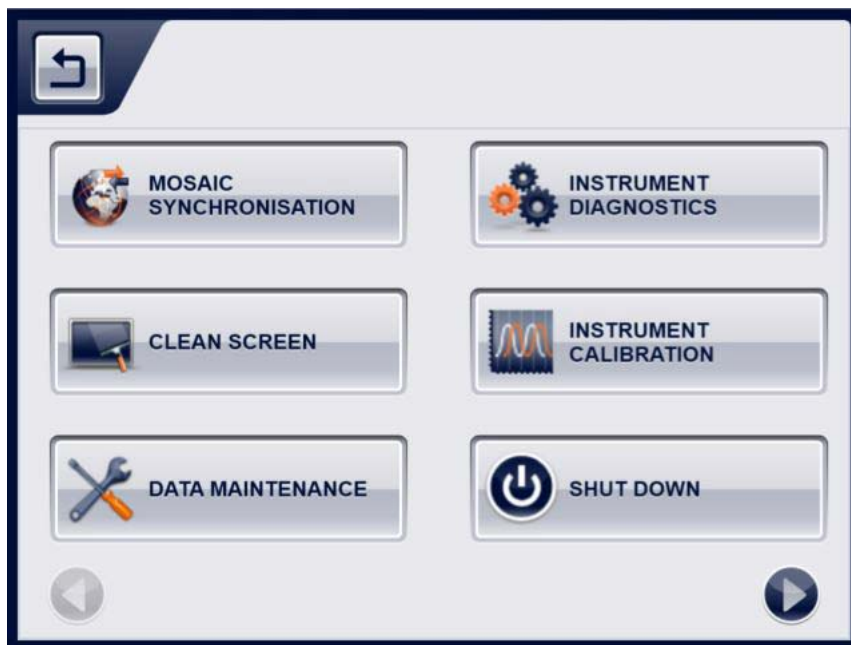 MOSAIC
SYNCHRONISATION
INSTRUMENT
DIAGNOSTICS
CLEAN SCREEN
INSTRUMENT
CALIBRATION
DATA MAINTENANCE
SHUT DOWN